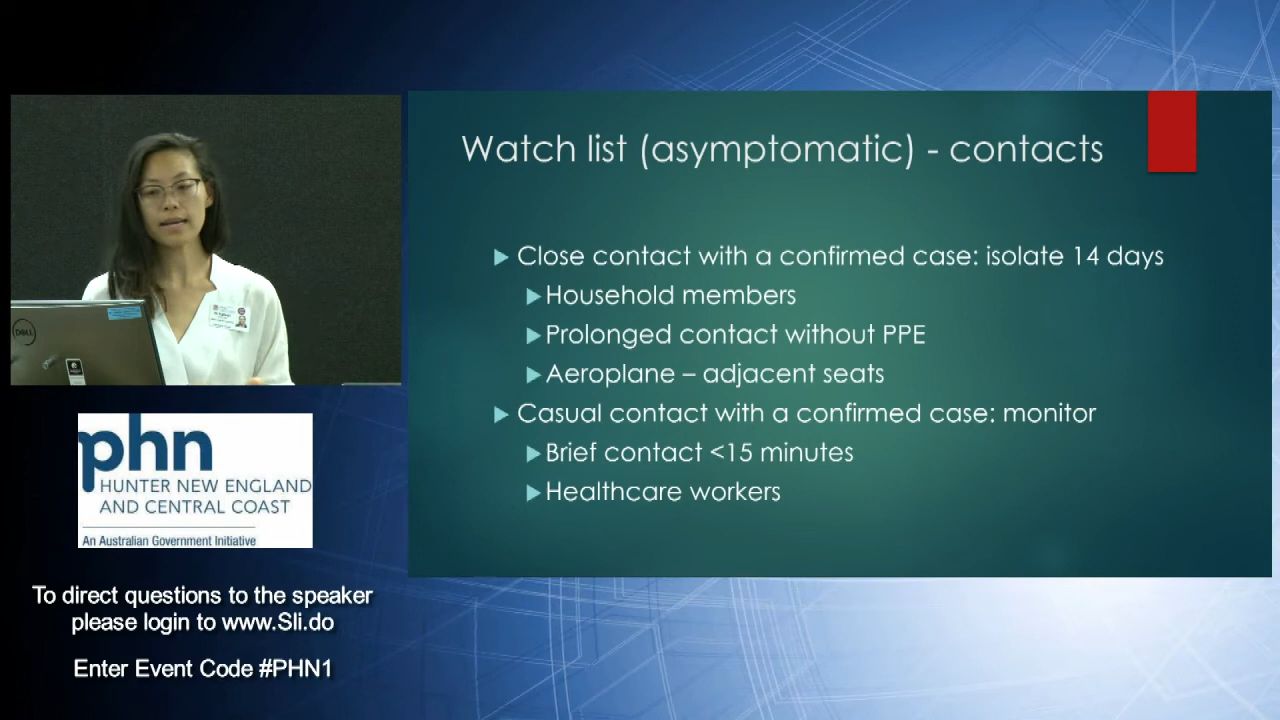 Watch list (asymptomatic) - contacts
Close contact with a confirmed case: isolate 14 days
Household members
Prolonged contact without PPE
Aeroplane – adjacent seats
Casual contact with a confirmed case: monitor
Brief contact <15 minutes
Healthcare workers
DELL
phn
HUNTER NEW ENGLAND
AND CENTRAL COAST
An Australian Government Initiative
To direct questions to the speaker
please login to www.Sli.do
Enter Event Code #PHN1